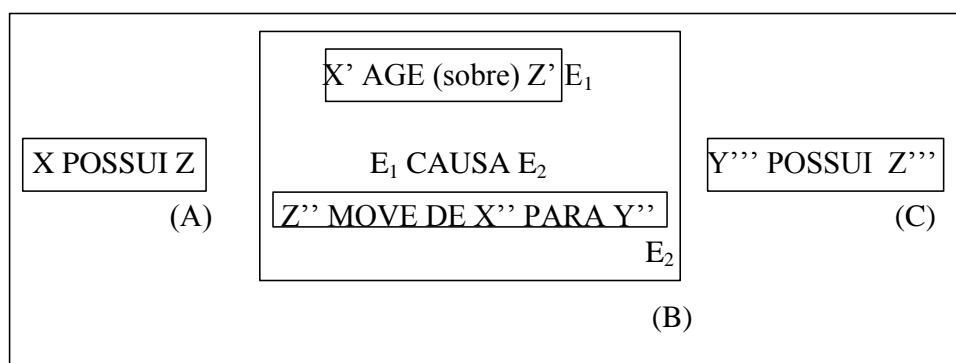 X’ AGE (sobre) Z’ E₁
X POSSUI Z
E₁ CAUSA E₂
Y’’’ POSSUI Z’’’
(A)
Z’’ MOVE DE X’’ PARA Y’’
(C)
E₂
(B)